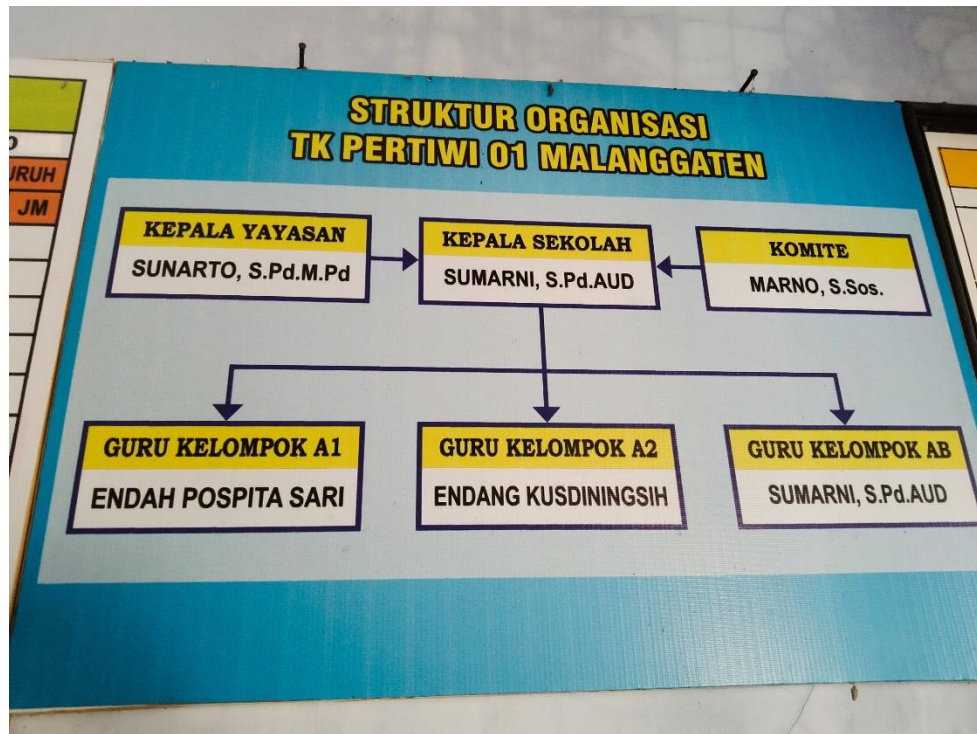 STRUKTUR ORGANISASI
TK PERTIWI 01 MALANGGATEN
KEPALA YAYASAN
SUNARTO, S.Pd.M.Pd
KEPALA SEKOLAH
SUMARNI, S.Pd.AUD
KOMITE
MARNO, S.Sos.
GURU KELOMPOK A1
ENDAH POSPITA SARI
GURU KELOMPOK A2
ENDANG KUSDININGSIH
GURU KELOMPOK AB
SUMARNI, S.Pd.AUD
JM